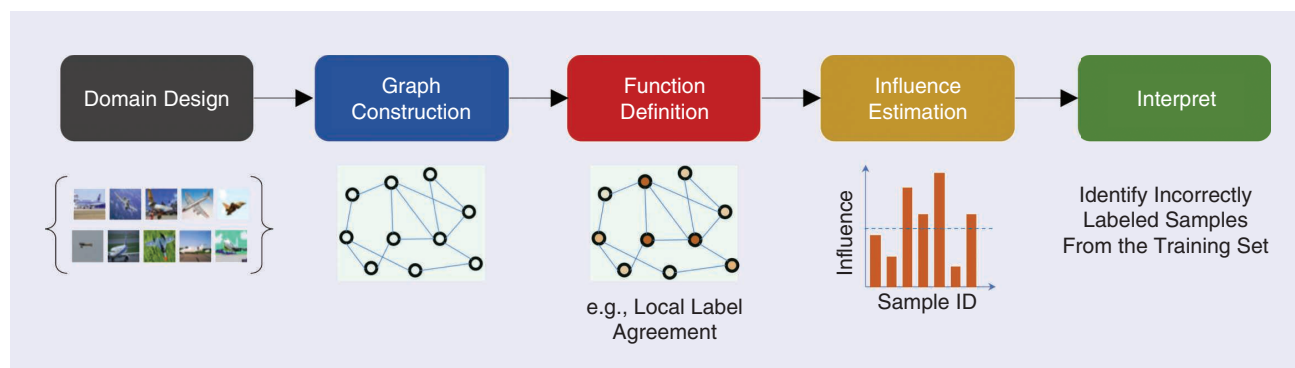 Domain Design
Graph
Construction
Function
Definition
Influence
Estimation
Interpret
e.g., Local Label
Agreement
Influence
Sample ID
Identify Incorrectly
Labeled Samples
From the Training Set